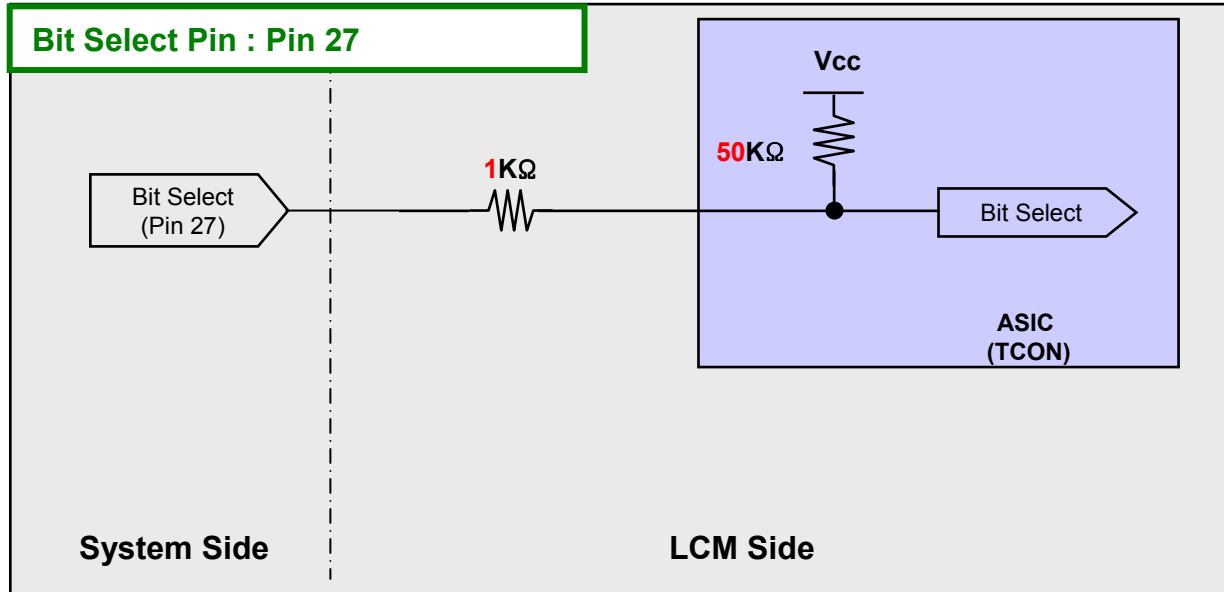 Bit Select Pin : Pin 27
Vcc
50KΩ
1KΩ
Bit Select
(Pin 27)
Bit Select
ASIC
(TCON)
System Side
LCM Side